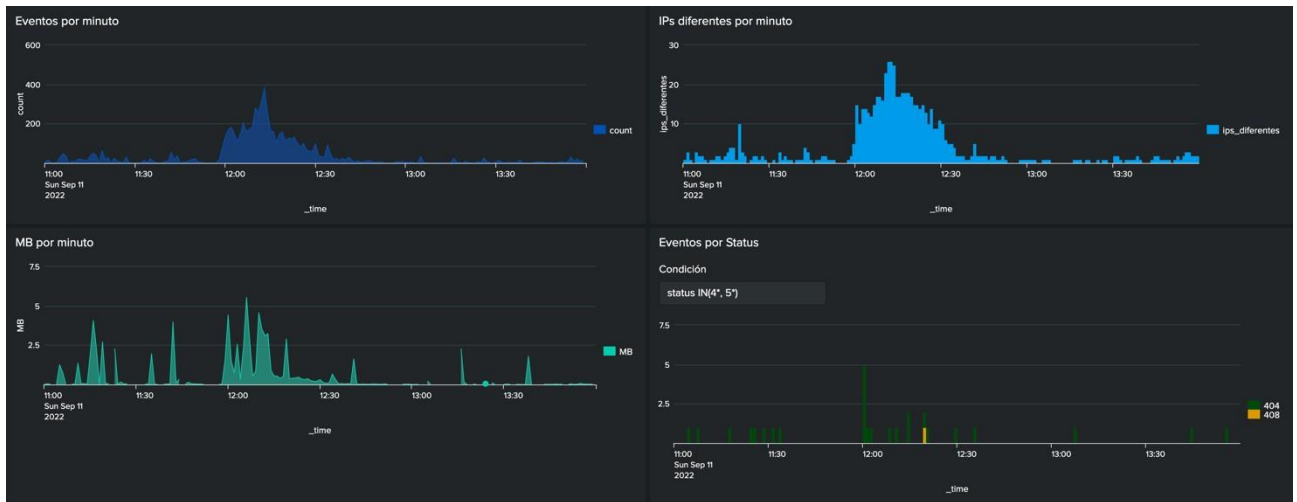 Eventos por minuto
600
400
200
count
count
11:00
Sun Sep 11
2022
11:30
12:00
12:30
13:00
13:30
_time
IPs diferentes por minuto
30
20
10
ips_diferentes
ips_diferentes
11:00
Sun Sep 11
2022
11:30
12:00
12:30
13:00
13:30
_time
MB por minuto
7.5
5
2.5
MB
MB
11:00
Sun Sep 11
2022
11:30
12:00
12:30
13:00
13:30
_time
Eventos por Status
Condición
status IN(4*, 5*)
7.5
5
2.5
404
408
11:00
Sun Sep 11
2022
11:30
12:00
12:30
13:00
13:30
_time